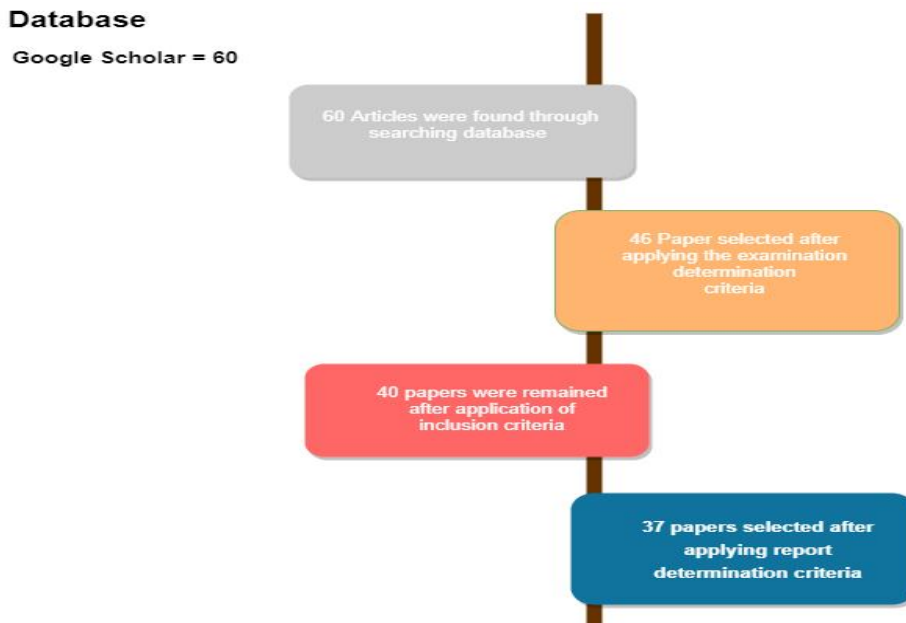 Database
Google Scholar = 60
60 Articles were found through
searching database
46 Paper selected after
applying the examination
determination
criteria
40 papers were remained
after application of
inclusion criteria
37 papers selected after
applying report
determination criteria